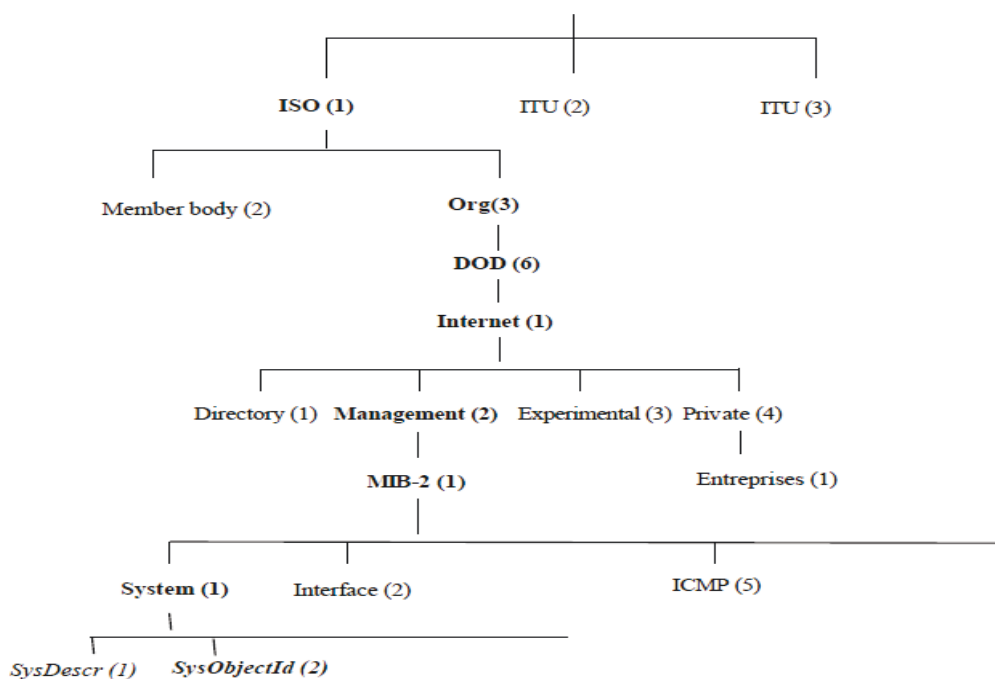 ISO (1) ITU (2) ITU (3)
Member body (2) Org(3)
DOD (6)
Internet (1)
Directory (1) Management (2) Experimental (3) Private (4)
MIB-2 (1) Entreprises (1)
System (1) Interface (2) ICMP (5)
SysDescr (1) SysObjectId (2)